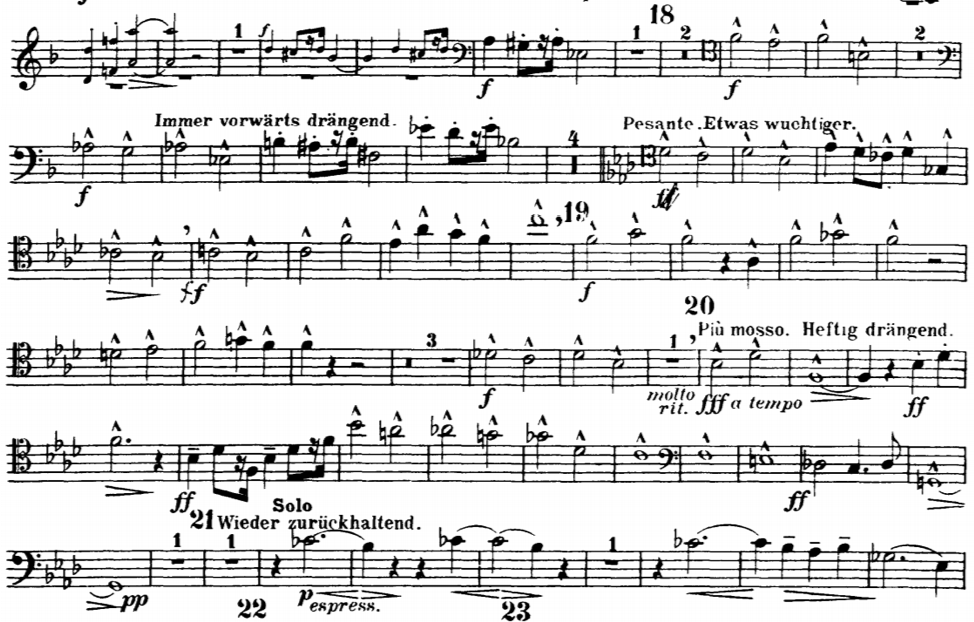 18
1 f f 1 2 f 2
Immer vorwärts drängend. Pesante. Etwas wuchtiger.
f 4 ff
19
ff f
20
Più mosso. Heftig drängend.
3 1
f molto rit. fff a tempo ff
ff ff
Solo
21 Wieder zurückhaltend.
1 1 1
pp p espress.
22 23